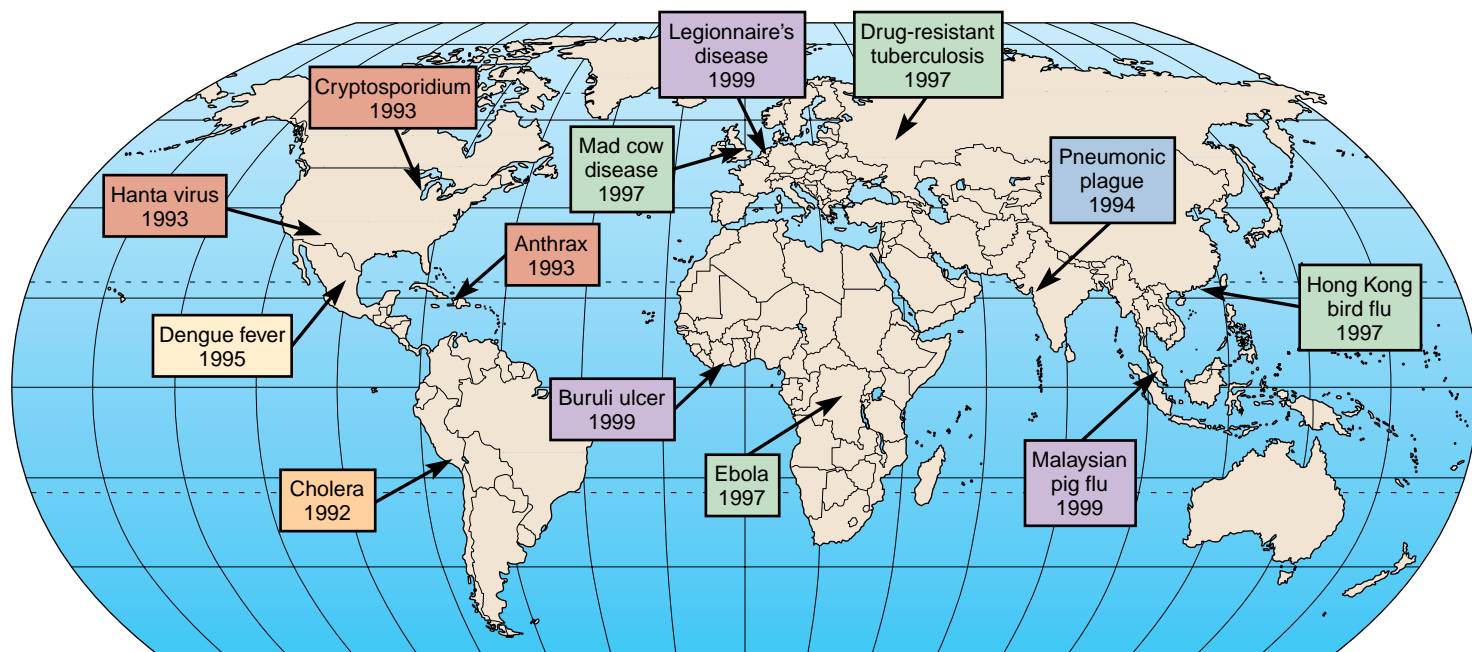 Legionnaire's
disease
1999
Drug-resistant
tuberculosis
1997
Cryptosporidium
1993
Mad cow
disease
1997
Pneumonic
plague
1994
Hanta virus
1993
Anthrax
1993
Hong Kong
bird flu
1997
Dengue fever
1995
Buruli ulcer
1999
Ebola
1997
Malaysian
pig flu
1999
Cholera
1992